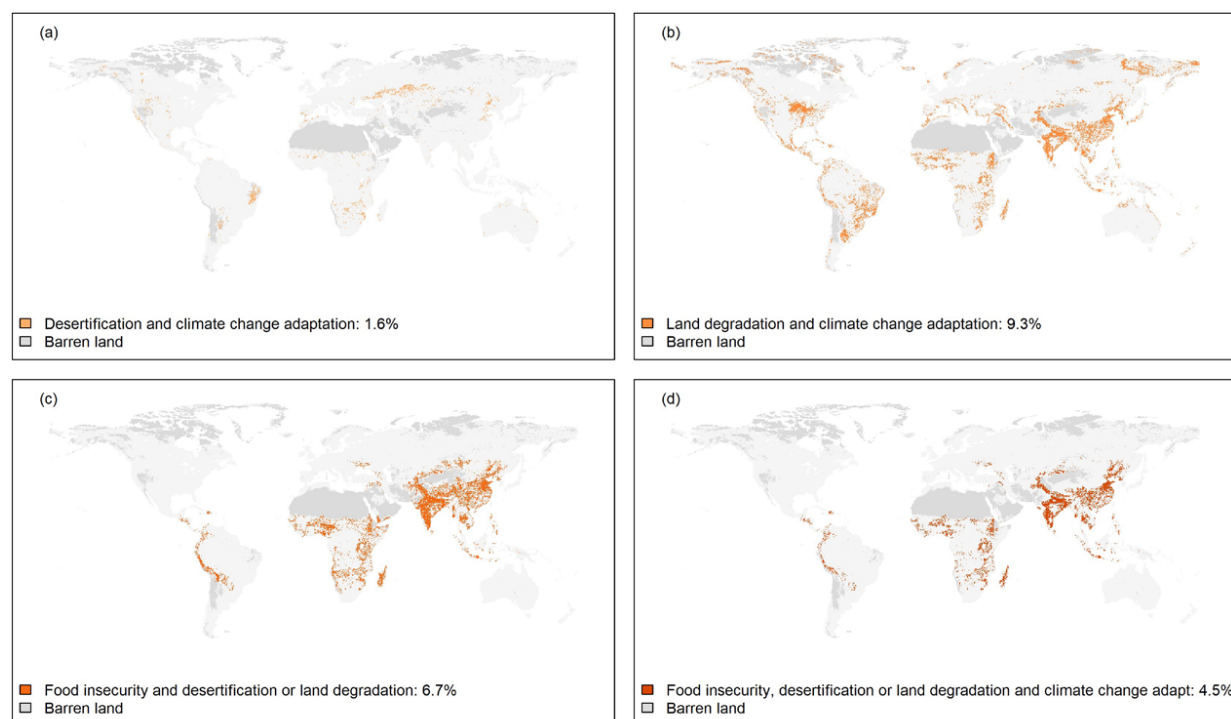 (a)
Desertification and climate change adaptation: 1.6%
Barren land
(b)
Land degradation and climate change adaptation: 9.3%
Barren land
(c)
Food insecurity and desertification or land degradation: 6.7%
Barren land
(d)
Food insecurity, desertification or land degradation and climate change adapt: 4.5%
Barren land